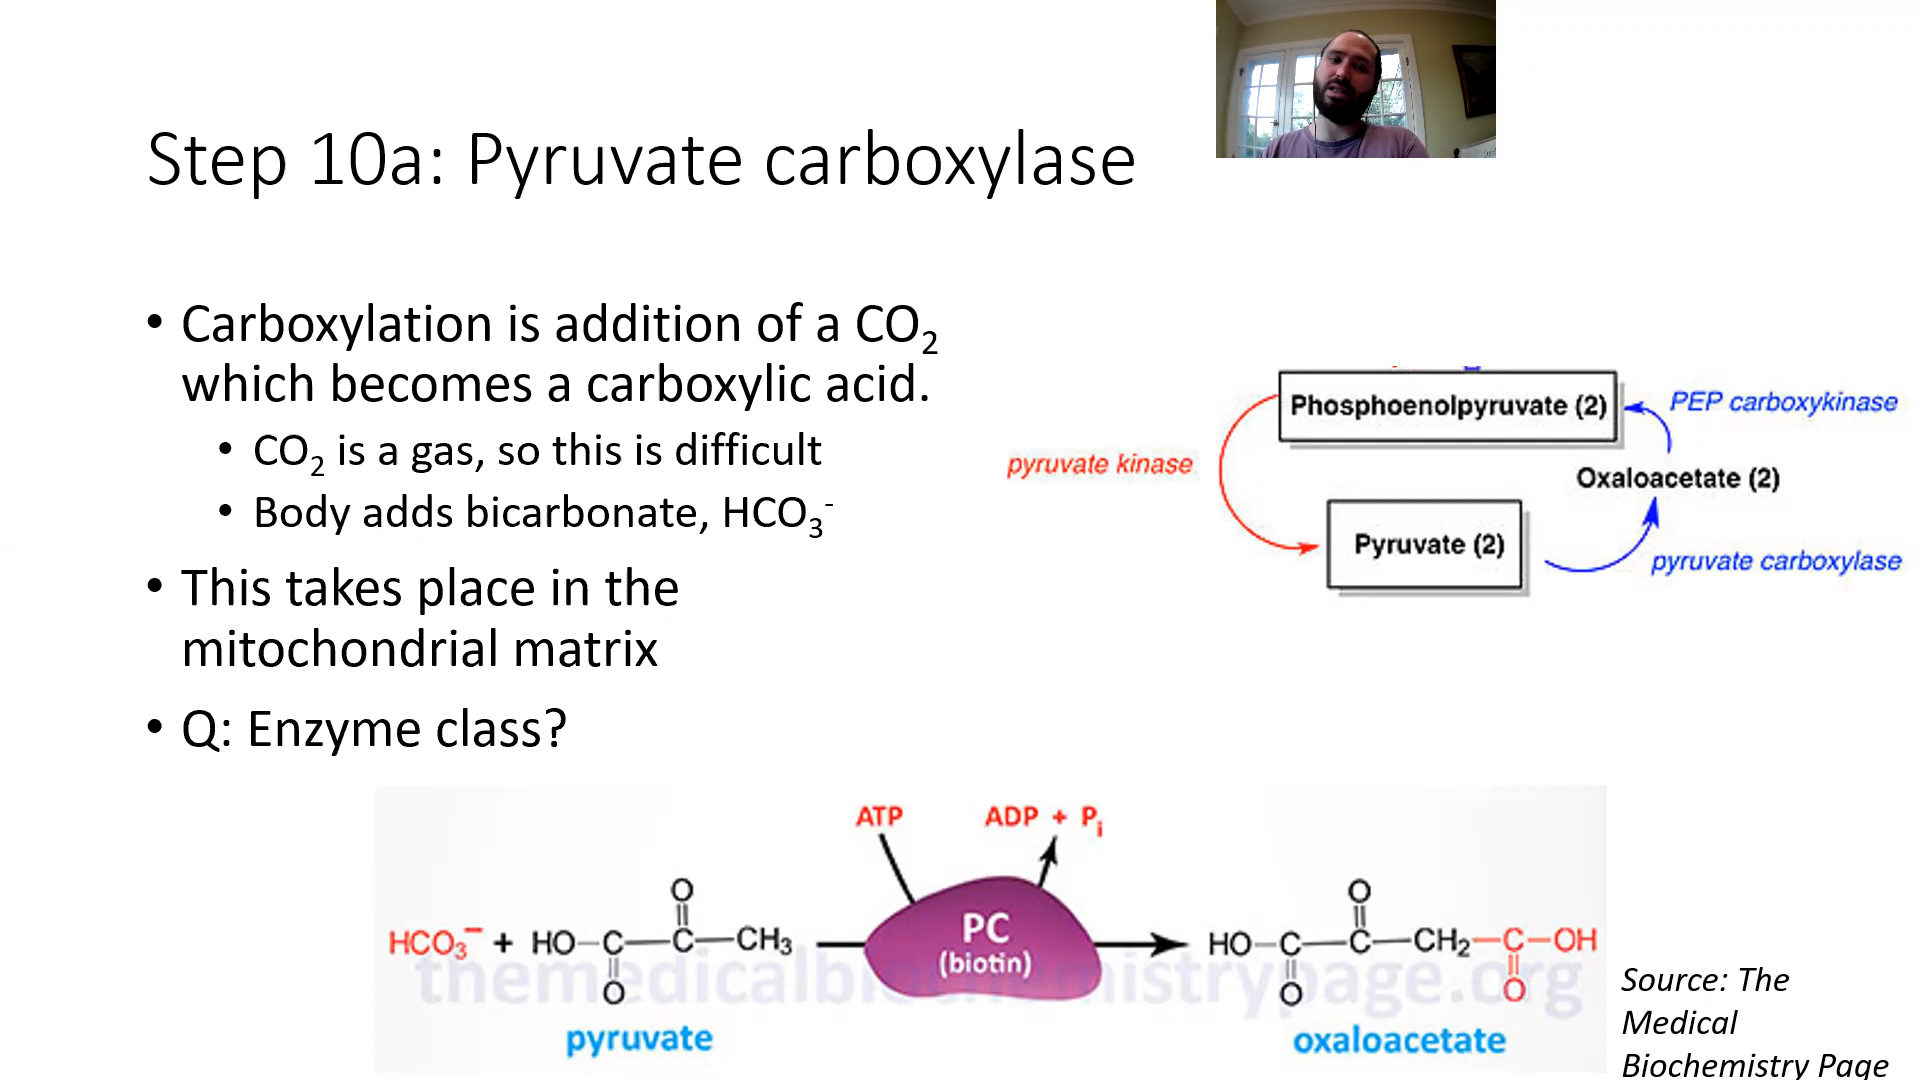 Step 10a: Pyruvate carboxylase
• Carboxylation is addition of a CO₂
which becomes a carboxylic acid.
• CO₂ is a gas, so this is difficult
• Body adds bicarbonate, HCO₃⁻
• This takes place in the
mitochondrial matrix
• Q: Enzyme class?
Phosphoenolpyruvate (2)
PEP carboxykinase
pyruvate kinase
Oxaloacetate (2)
Pyruvate (2)
pyruvate carboxylase
ATP
ADP + Pi
O
O
HCO₃⁻ + HO–C–C–CH₃
PC
(biotin)
HO–C–C–CH₂–C–OH
O
O
O
themedicalbiochemistrypage.org
pyruvate
oxaloacetate
Source: The
Medical
Biochemistry Page